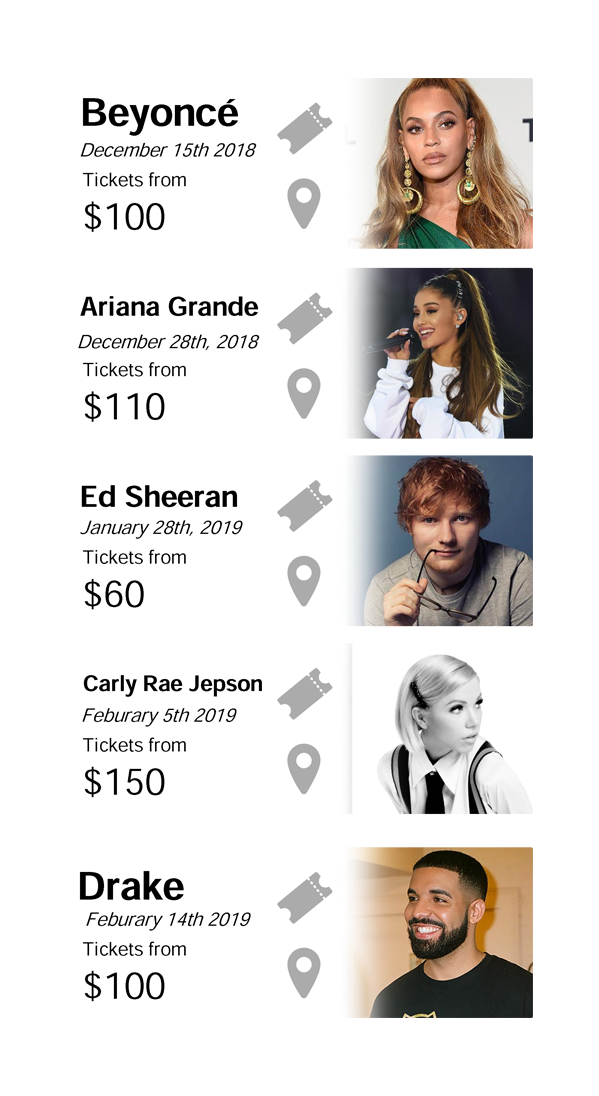 Beyoncé
December 15th 2018
Tickets from
$100
Ariana Grande
December 28th, 2018
Tickets from
$110
Ed Sheeran
January 28th, 2019
Tickets from
$60
Carly Rae Jepson
Feburary 5th 2019
Tickets from
$150
Drake
Feburary 14th 2019
Tickets from
$100